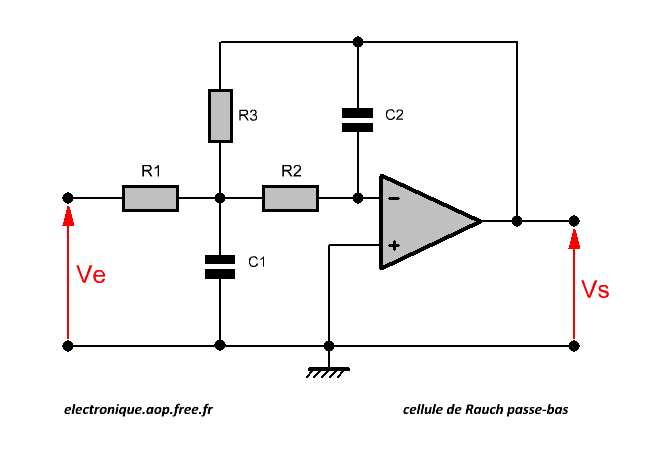 R3
C2
R1
R2
−
+
C1
Ve
Vs
electronique.aop.free.fr
cellule de Rauch passe-bas